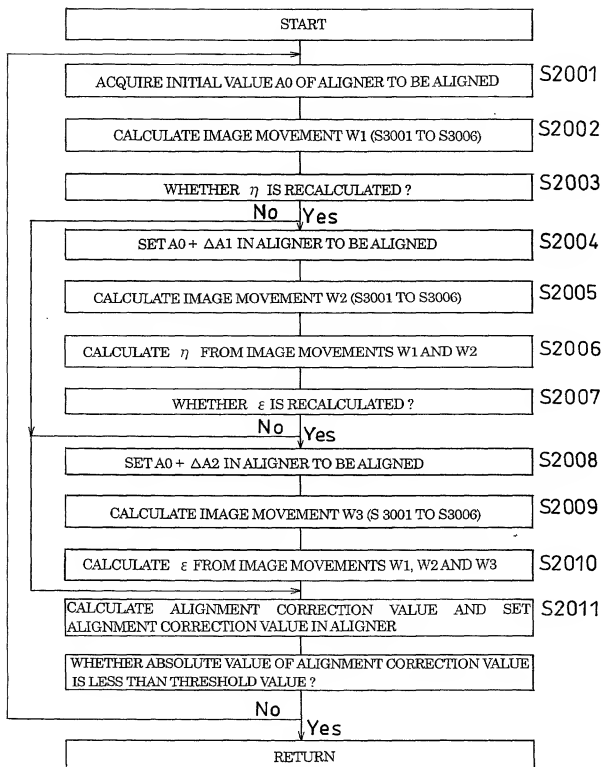 START
ACQUIRE INITIAL VALUE A0 OF ALIGNER TO BE ALIGNED
S2001
CALCULATE IMAGE MOVEMENT W1 (S3001 TO S3006)
S2002
WHETHER η IS RECALCULATED ?
S2003
No Yes
SET A0 + ΔA1 IN ALIGNER TO BE ALIGNED
S2004
CALCULATE IMAGE MOVEMENT W2 (S3001 TO S3006)
S2005
CALCULATE η FROM IMAGE MOVEMENTS W1 AND W2
S2006
WHETHER ε IS RECALCULATED ?
S2007
No Yes
SET A0 + ΔA2 IN ALIGNER TO BE ALIGNED
S2008
CALCULATE IMAGE MOVEMENT W3 (S 3001 TO S3006)
S2009
CALCULATE ε FROM IMAGE MOVEMENTS W1, W2 AND W3
S2010
CALCULATE ALIGNMENT CORRECTION VALUE AND SET
ALIGNMENT CORRECTION VALUE IN ALIGNER
S2011
WHETHER ABSOLUTE VALUE OF ALIGNMENT CORRECTION VALUE
IS LESS THAN THRESHOLD VALUE ?
No Yes
RETURN